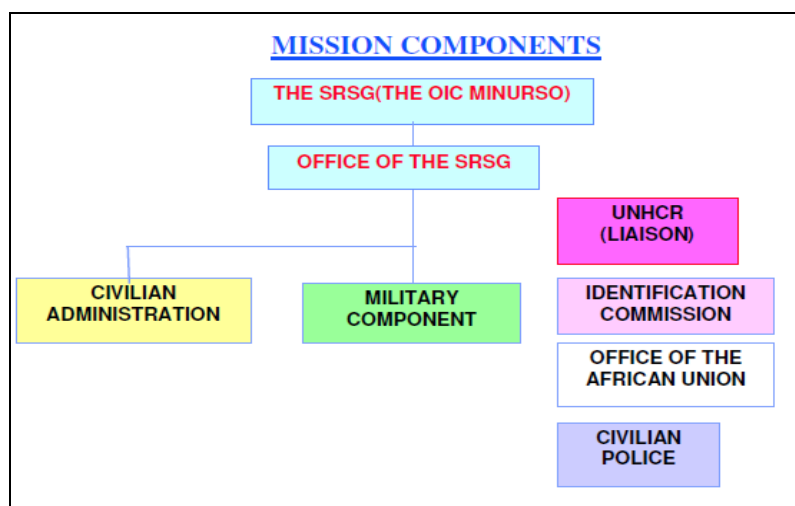 MISSION COMPONENTS
THE SRSG(THE OIC MINURSO)
OFFICE OF THE SRSG
UNHCR
(LIAISON)
CIVILIAN
ADMINISTRATION
MILITARY
COMPONENT
IDENTIFICATION
COMMISSION
OFFICE OF THE
AFRICAN UNION
CIVILIAN
POLICE